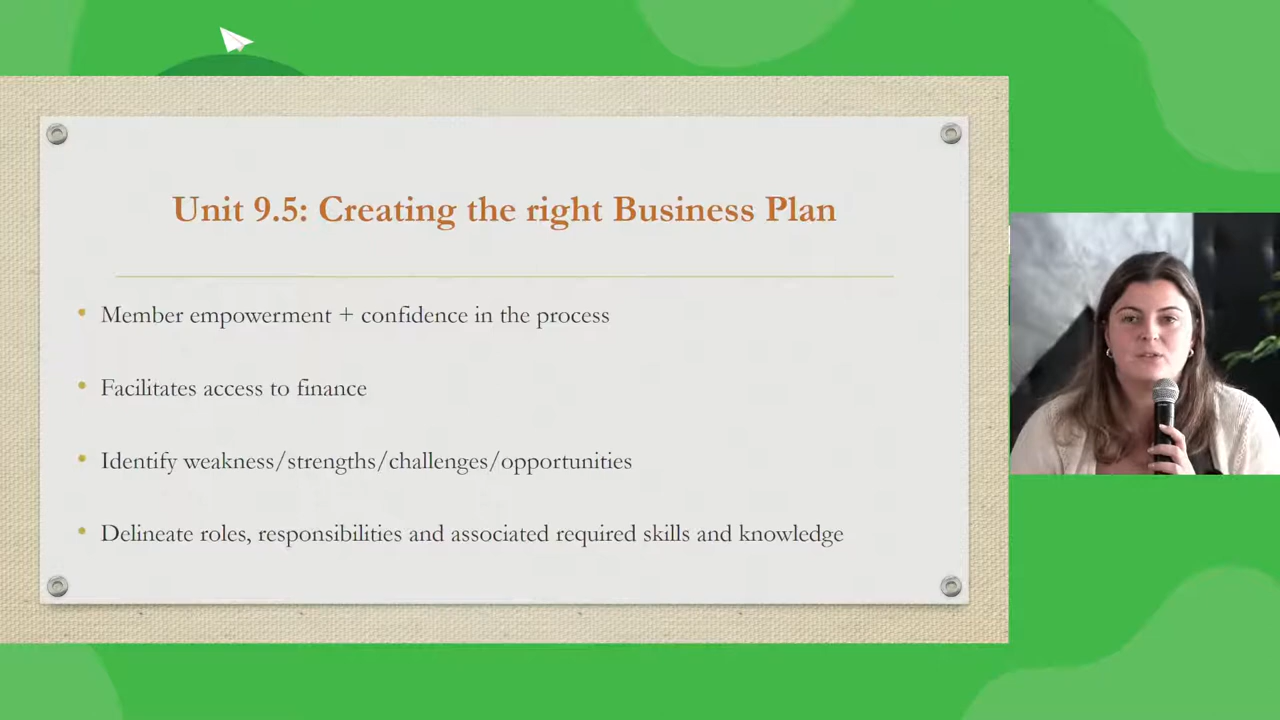 Unit 9.5: Creating the right Business Plan
• Member empowerment + confidence in the process
• Facilitates access to finance
• Identify weakness/strengths/challenges/opportunities
• Delineate roles, responsibilities and associated required skills and knowledge